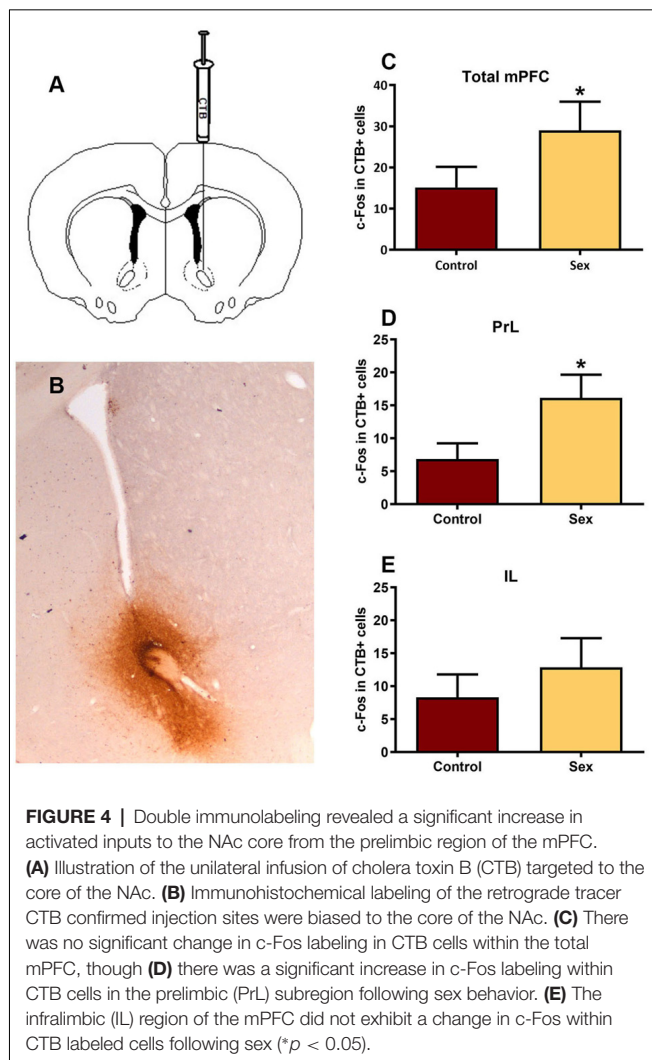 A
CTB
B
C
Total mPFC
c-Fos in CTB+ cells
40
30
20
10
0
*
Control
Sex
D
PrL
c-Fos in CTB+ cells
25
20
15
10
5
0
*
Control
Sex
E
IL
c-Fos in CTB+ cells
25
20
15
10
5
0
Control
Sex
FIGURE 4 | Double immunolabeling revealed a significant increase in
activated inputs to the NAc core from the prelimbic region of the mPFC.
(A) Illustration of the unilateral infusion of cholera toxin B (CTB) targeted to the
core of the NAc. (B) Immunohistochemical labeling of the retrograde tracer
CTB confirmed injection sites were biased to the core of the NAc. (C) There
was no significant change in c-Fos labeling in CTB cells within the total
mPFC, though (D) there was a significant increase in c-Fos labeling within
CTB cells in the prelimbic (PrL) subregion following sex behavior. (E) The
infralimbic (IL) region of the mPFC did not exhibit a change in c-Fos within
CTB labeled cells following sex (*p < 0.05).